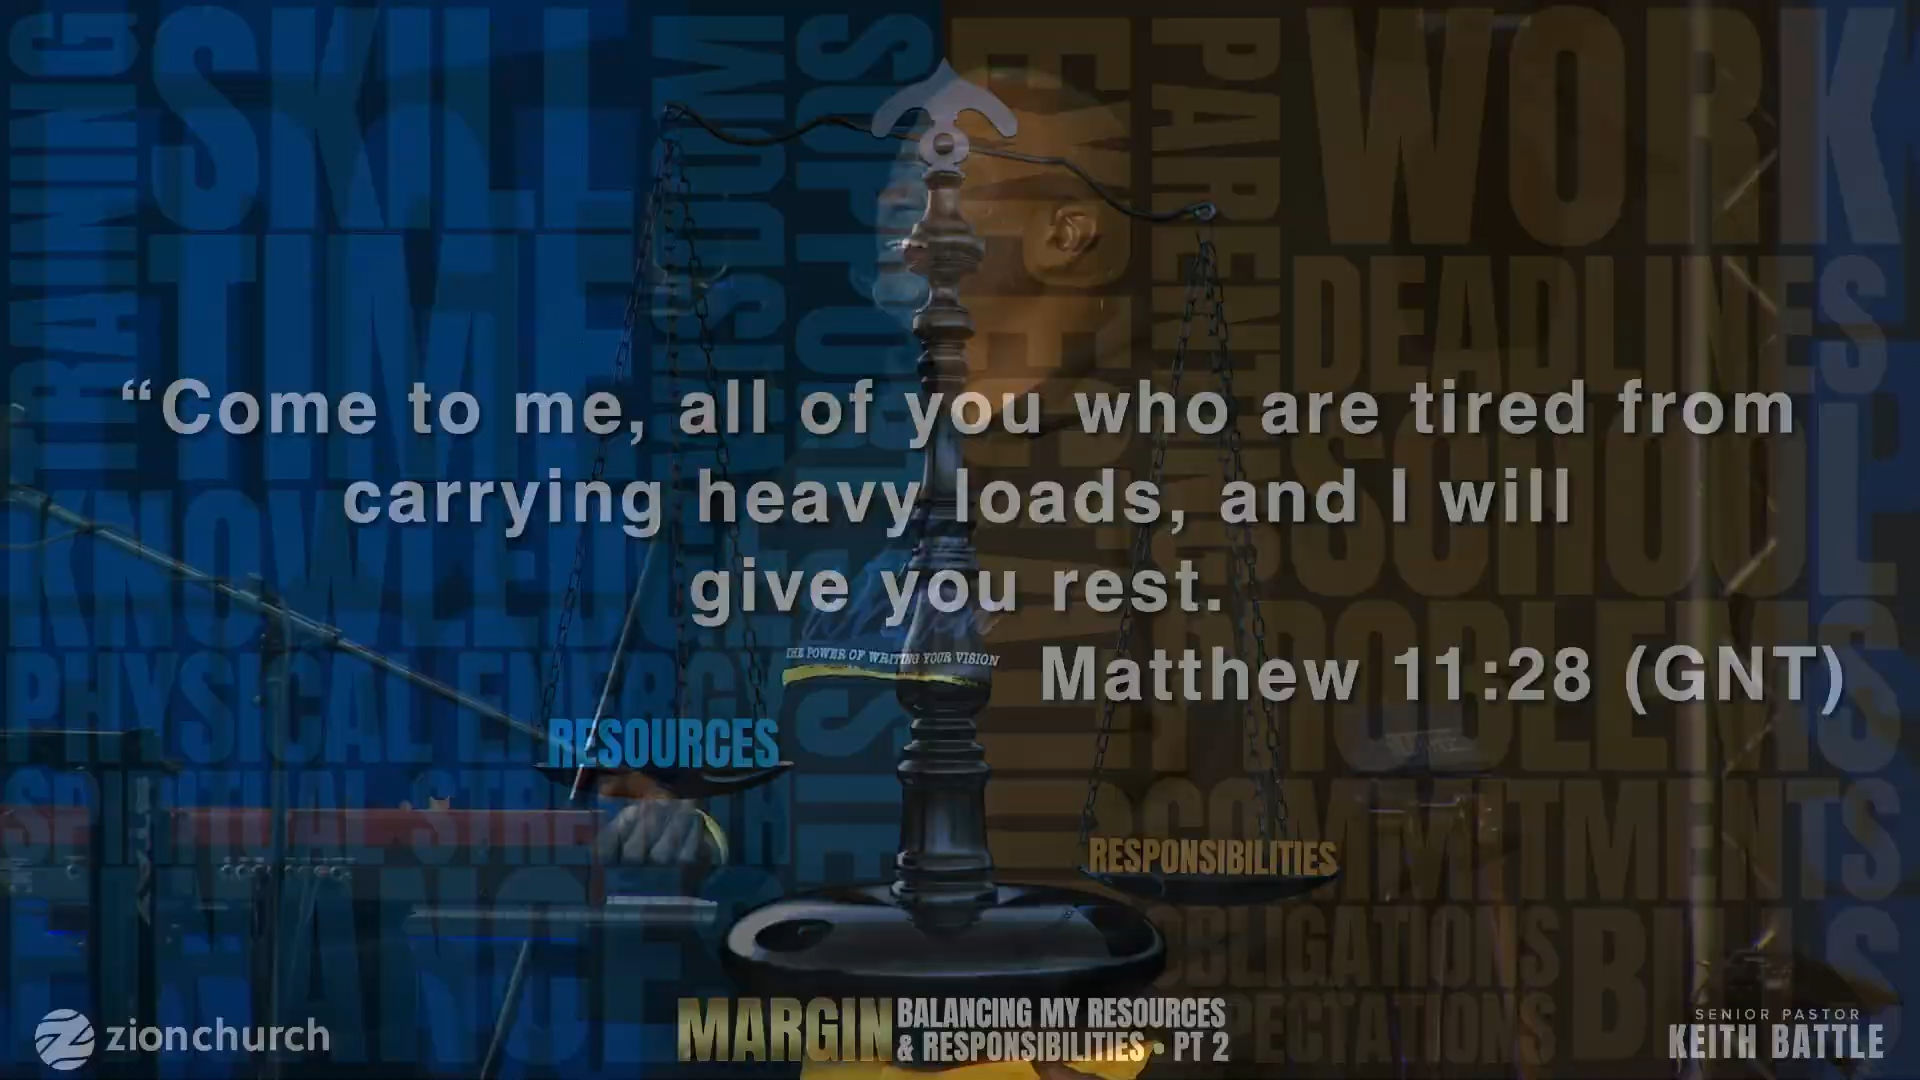 TRAINING
SKILL
TIME
WISDOM
SUPPORT
KNOWLEDGE
PHYSICAL ENERGY
SPIRITUAL STRENGTH
FINANCES
PARENTING
WORK
DEADLINES
SCHOOL
PROBLEMS
COMMITMENTS
OBLIGATIONS
EXPECTATIONS
BILLS
“Come to me, all of you who are tired from
carrying heavy loads, and I will
give you rest.
Matthew 11:28 (GNT)
THE POWER OF WRITING YOUR VISION
RESOURCES
RESPONSIBILITIES
zionchurch
MARGIN
BALANCING MY RESOURCES
& RESPONSIBILITIES • PT 2
SENIOR PASTOR
KEITH BATTLE